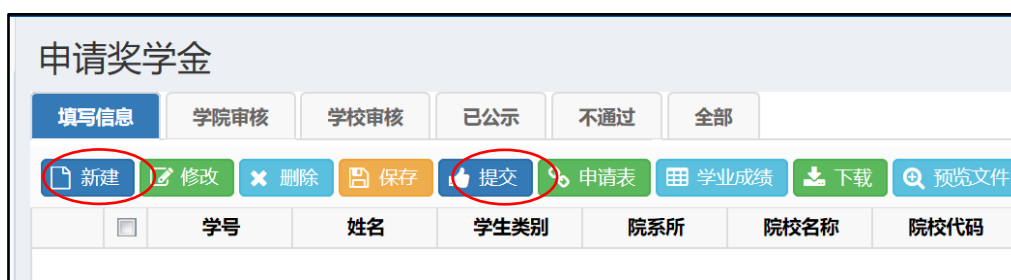 申请奖学金
填写信息 学院审核 学校审核 已公示 不通过 全部
新建 修改 删除 保存 提交 申请表 学业成绩 下载 预览文件
学号 姓名 学生类别 院系所 院校名称 院校代码